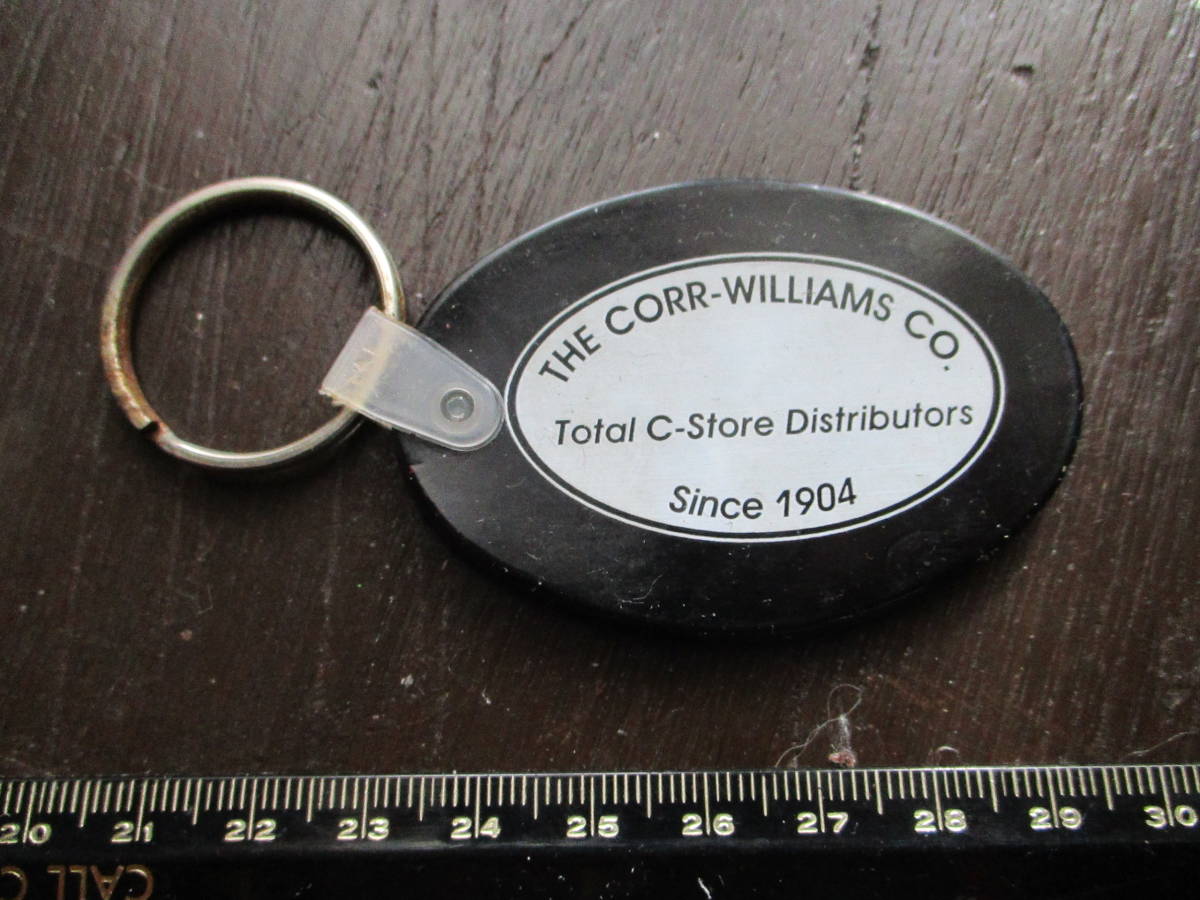 THE CORR-WILLIAMS CO.
Total C-Store Distributors
Since 1904
20 21 22 23 24 25 26 27 28 29 30
CALL